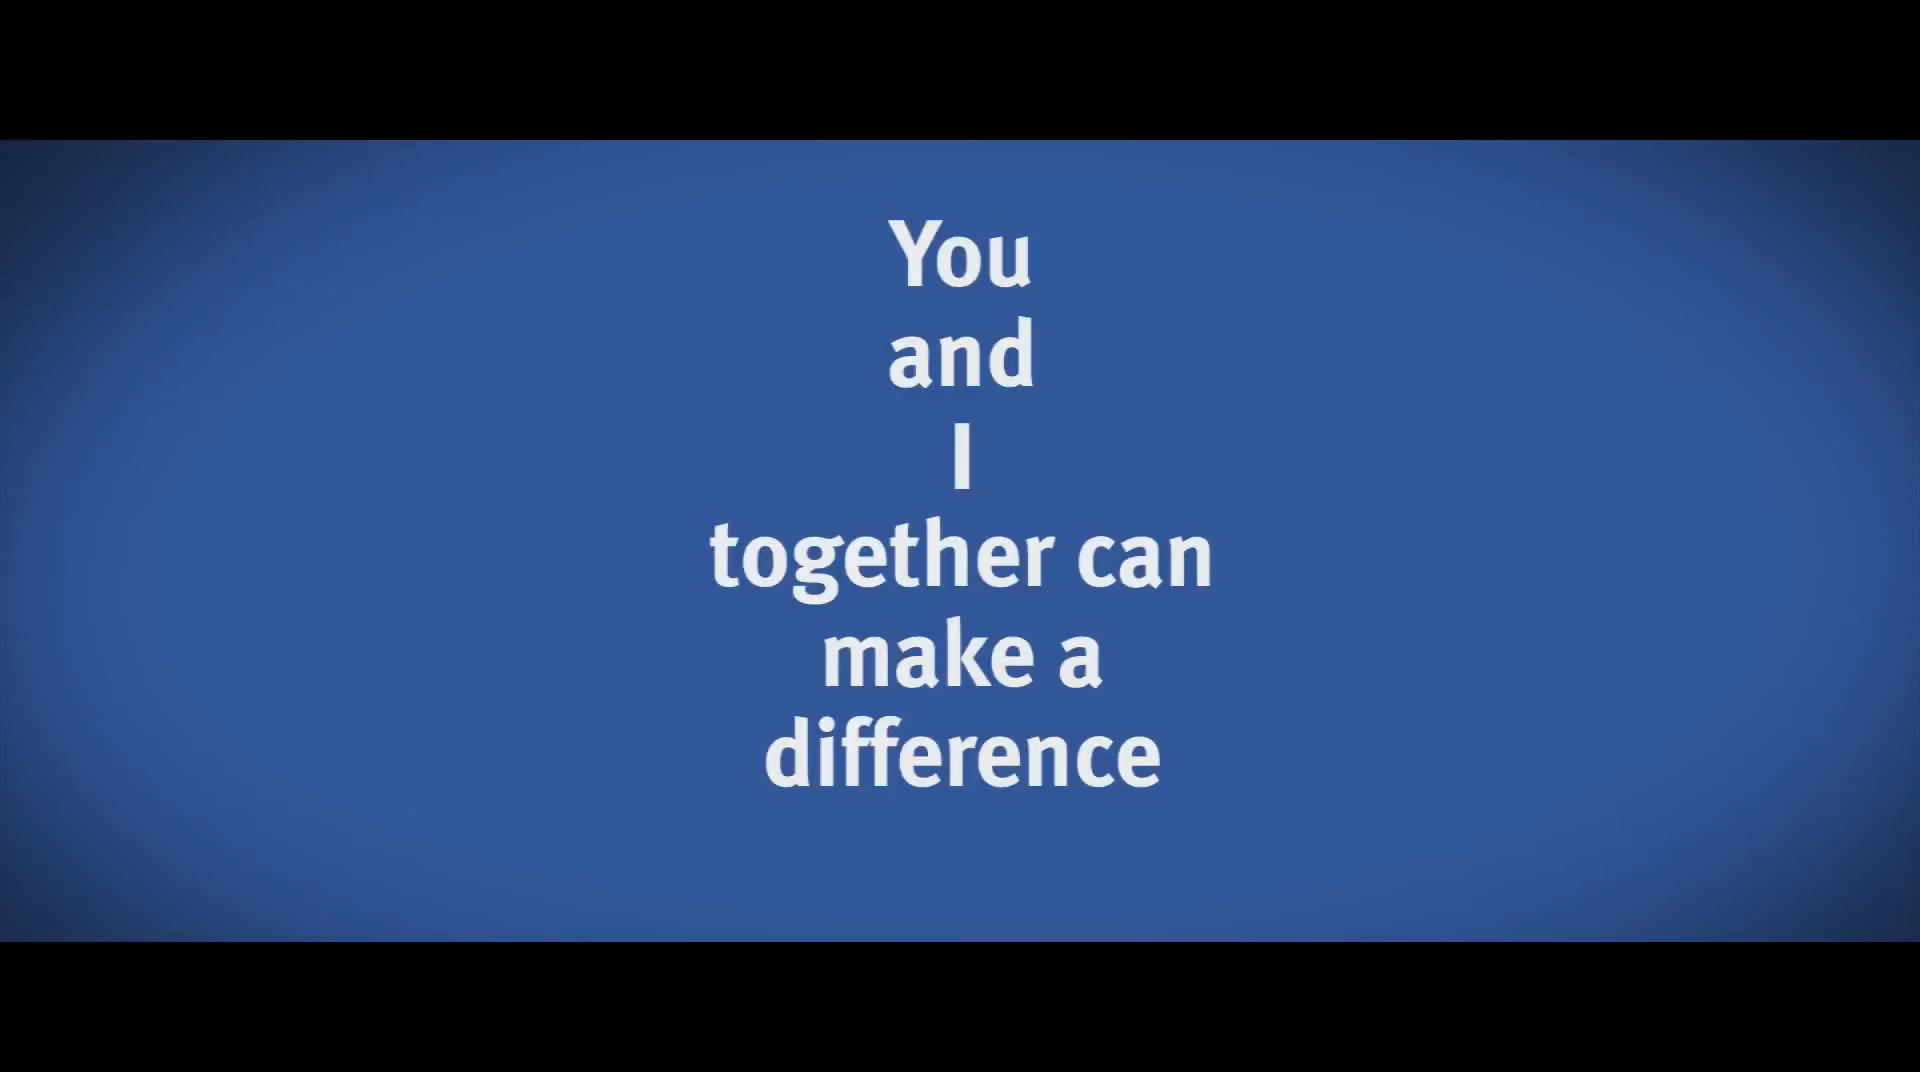 You
and
I
together can
make a
difference